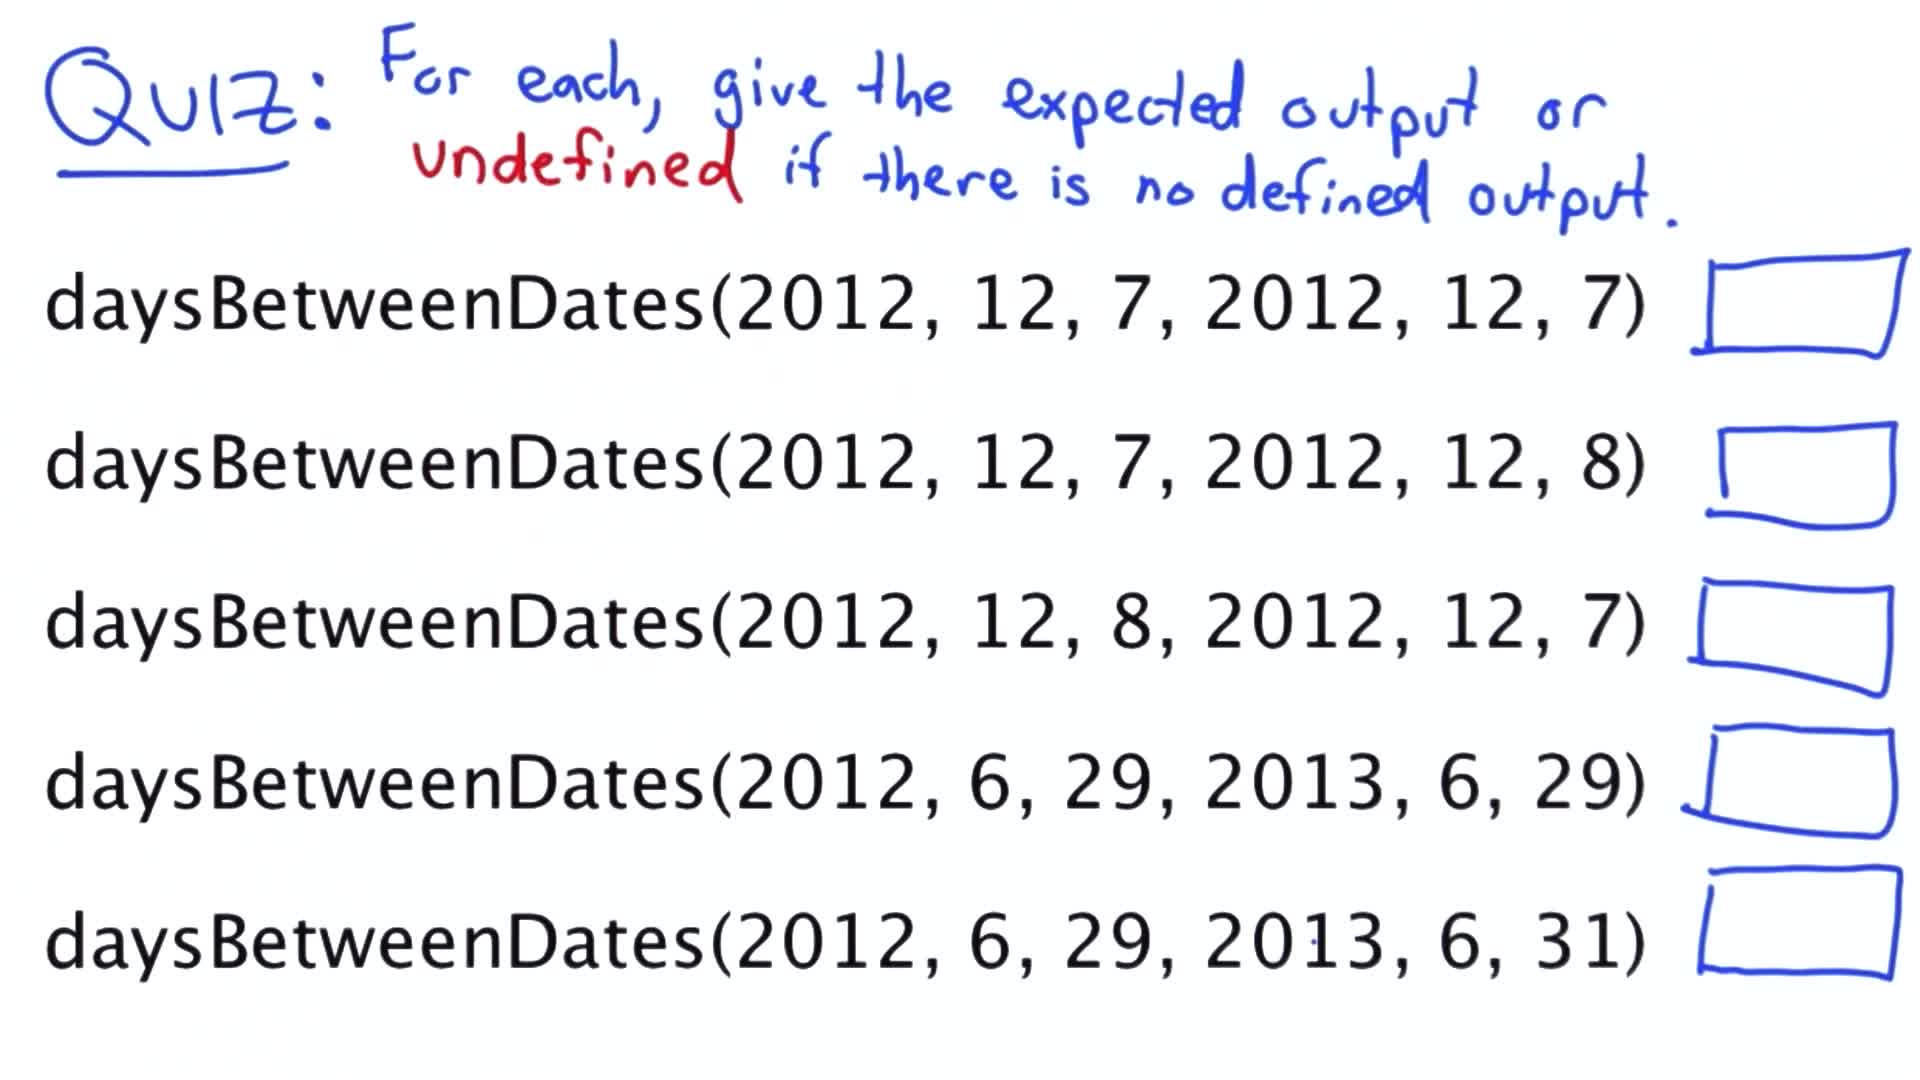 QUIZ: For each, give the expected output or
undefined if there is no defined output.
daysBetweenDates(2012, 12, 7, 2012, 12, 7)
daysBetweenDates(2012, 12, 7, 2012, 12, 8)
daysBetweenDates(2012, 12, 8, 2012, 12, 7)
daysBetweenDates(2012, 6, 29, 2013, 6, 29)
daysBetweenDates(2012, 6, 29, 2013, 6, 31)